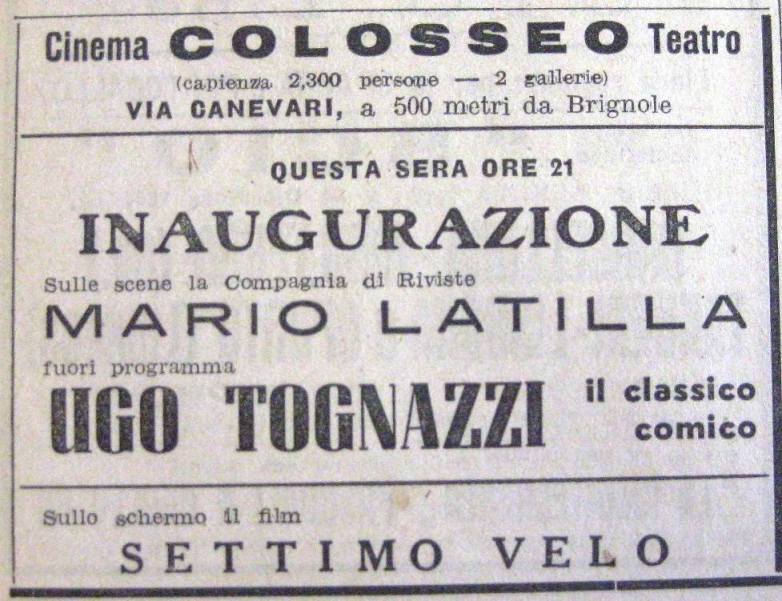 Cinema COLOSSEO Teatro
(capienza 2,300 persone — 2 gallerie)
VIA CANEVARI, a 500 metri da Brignole
QUESTA SERA ORE 21
INAUGURAZIONE
Sulle scene la Compagnia di Riviste
MARIO LATILLA
fuori programma
UGO TOGNAZZI il classico
comico
Sullo schermo il film
SETTIMO VELO